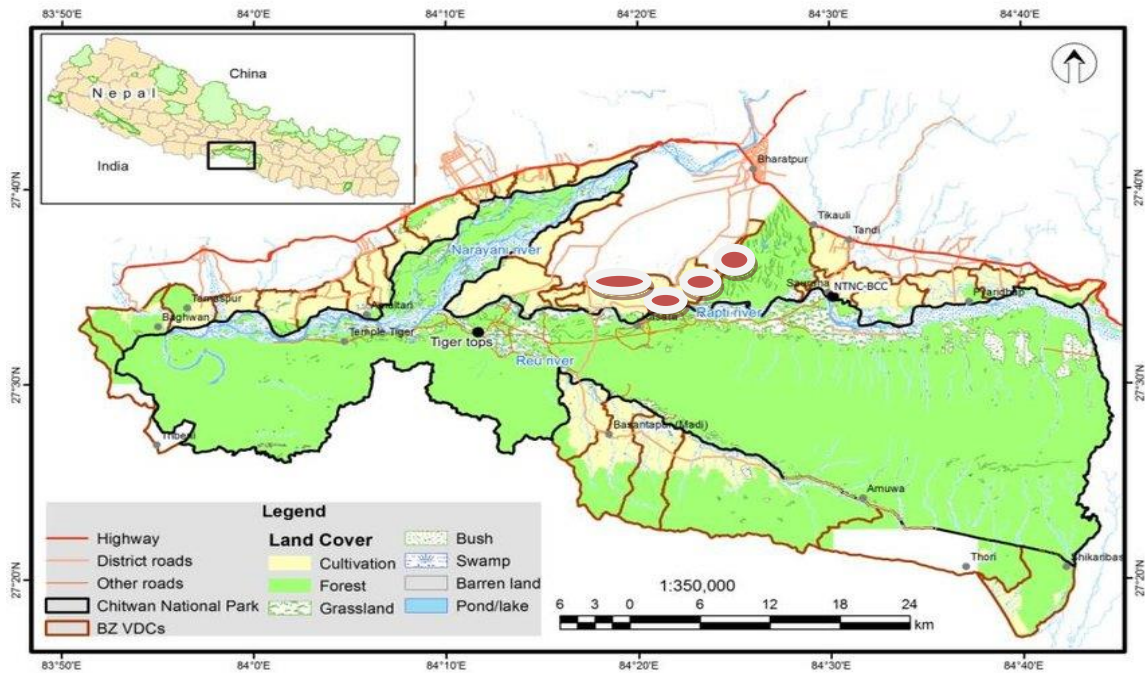 83°50'E 84°0'E 84°10'E 84°20'E 84°30'E 84°40'E
China
Nepal
India
27°40'N 27°40'N
Bharatpur
Tikauli
Tandi
Narayani river
NTNC-BCC
Pyaridhap
Rapti river
Tamaspur
Amaltari
Baghwan
Temple Tiger
Tiger tops
Reu river
27°30'N 27°30'N
Basantapur (Madi)
Tribeni
Amuwa
Thori
Shikaribas
27°20'N 27°20'N
Legend
Highway
District roads
Other roads
Chitwan National Park
BZ VDCs
Land Cover
Cultivation
Forest
Grassland
Bush
Swamp
Barren land
Pond/lake
1:350,000
6 3 0 6 12 18 24
km
83°50'E 84°0'E 84°10'E 84°20'E 84°30'E 84°40'E